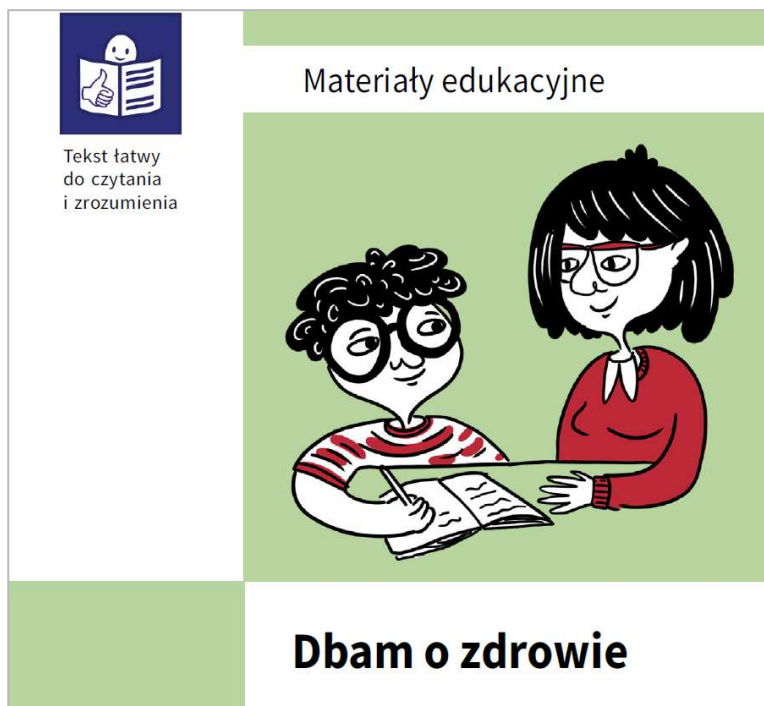 Materiały edukacyjne
Tekst łatwy
do czytania
i zrozumienia
Dbam o zdrowie